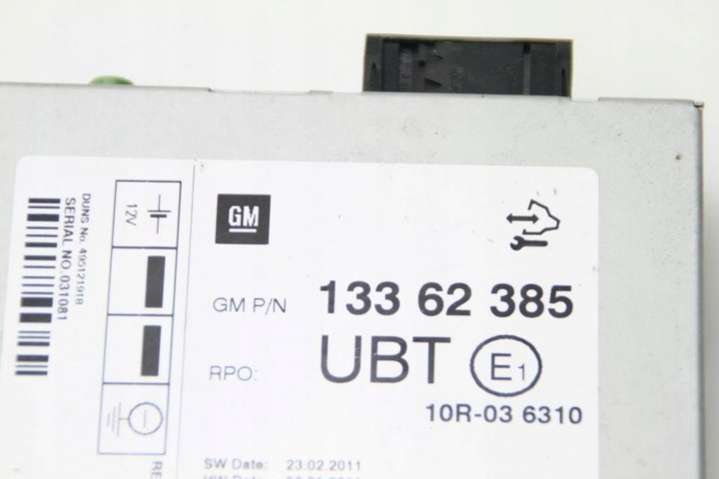 DUNS No. 495121918
SERIAL NO.031081
12V
GM
GM P/N 133 62 385
RPO: UBT E1
10R-03 6310
SW Date: 23.02.2011